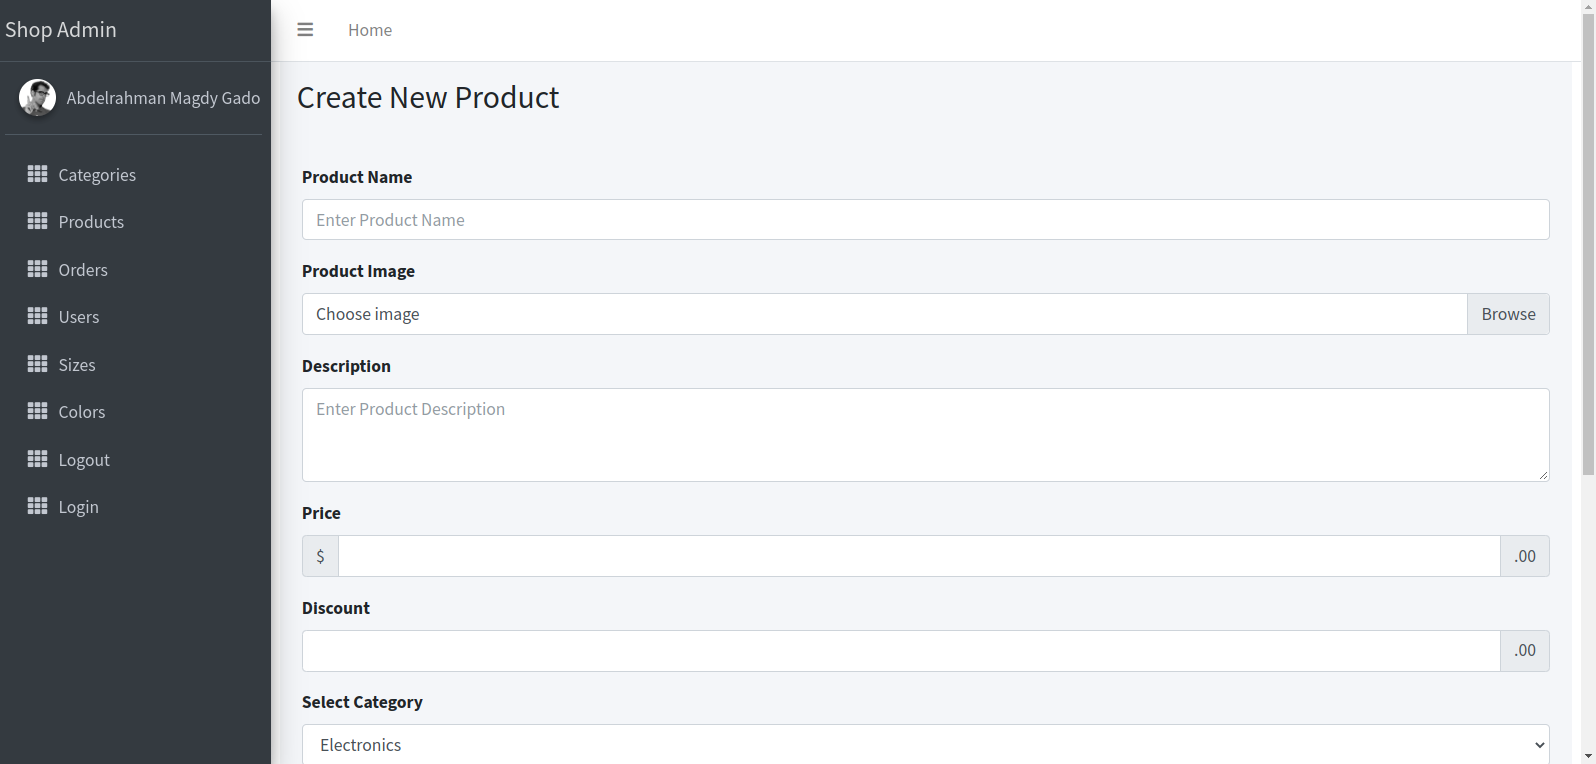 Shop Admin
Home
Abdelrahman Magdy Gado
Categories
Products
Orders
Users
Sizes
Colors
Logout
Login
Create New Product
Product Name
Enter Product Name
Product Image
Choose image Browse
Description
Enter Product Description
Price
$ .00
Discount
.00
Select Category
Electronics